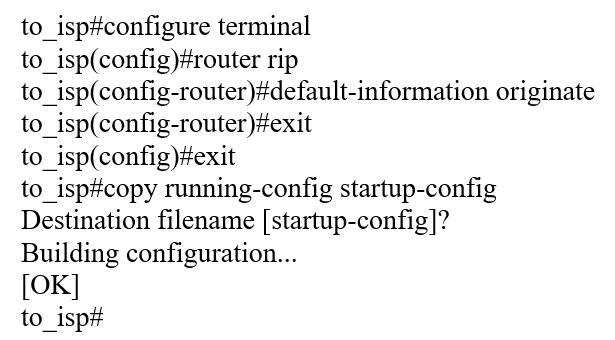 to_isp#configure terminal
to_isp(config)#router rip
to_isp(config-router)#default-information originate
to_isp(config-router)#exit
to_isp(config)#exit
to_isp#copy running-config startup-config
Destination filename [startup-config]?
Building configuration...
[OK]
to_isp#